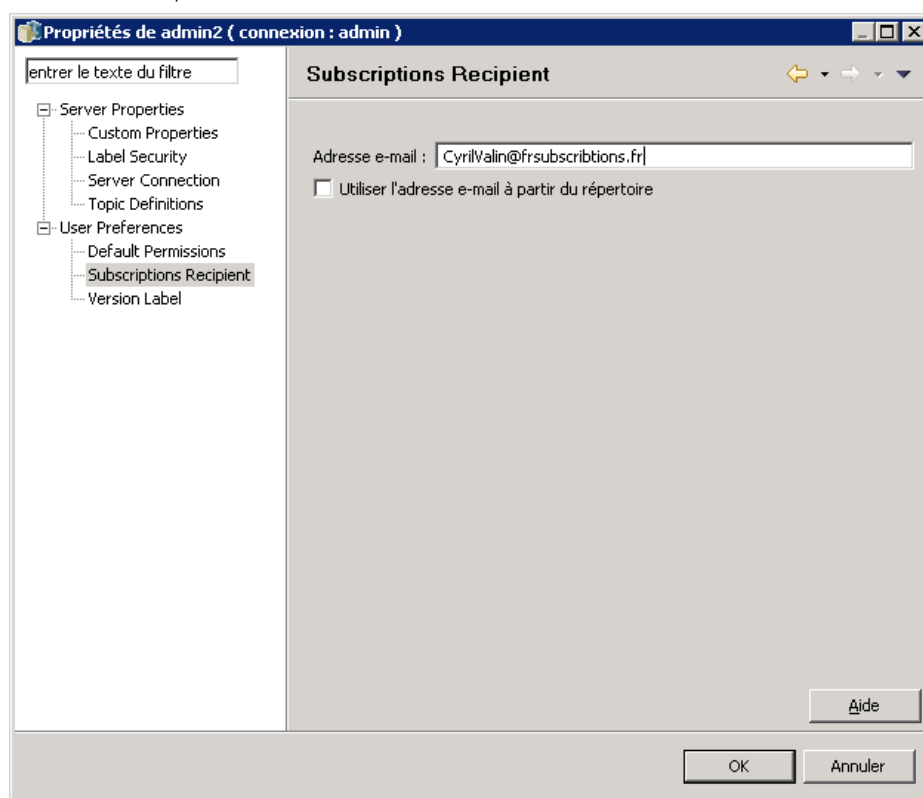 Propriétés de admin2 ( connexion : admin )
entrer le texte du filtre
Server Properties
Custom Properties
Label Security
Server Connection
Topic Definitions
User Preferences
Default Permissions
Subscriptions Recipient
Version Label
Subscriptions Recipient
Adresse e-mail : CyrilValin@frsubscribtions.fr
Utiliser l'adresse e-mail à partir du répertoire
Aide
OK Annuler